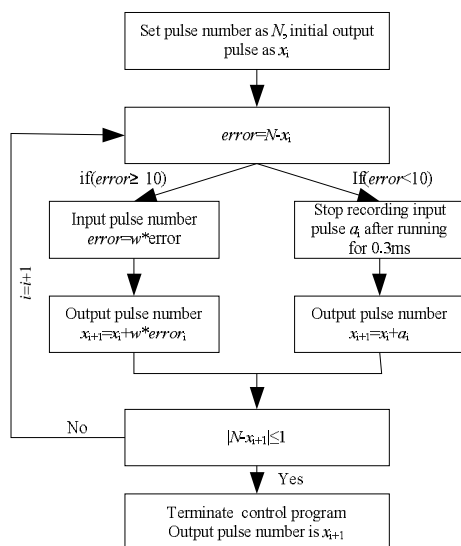 Set pulse number as N, initial output
pulse as xi
error=N-xi
if(error≥ 10)
If(error<10)
Input pulse number
error=w*error
Stop recording input
pulse ai after running
for 0.3ms
i=i+1
Output pulse number
xi+1=xi+w*errori
Output pulse number
xi+1=xi+ai
No
|N-xi+1|≤1
Yes
Terminate control program
Output pulse number is xi+1